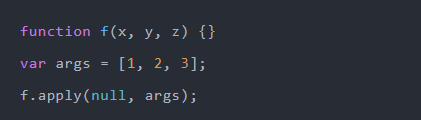 function f(x, y, z) {}
var args = [1, 2, 3];
f.apply(null, args);